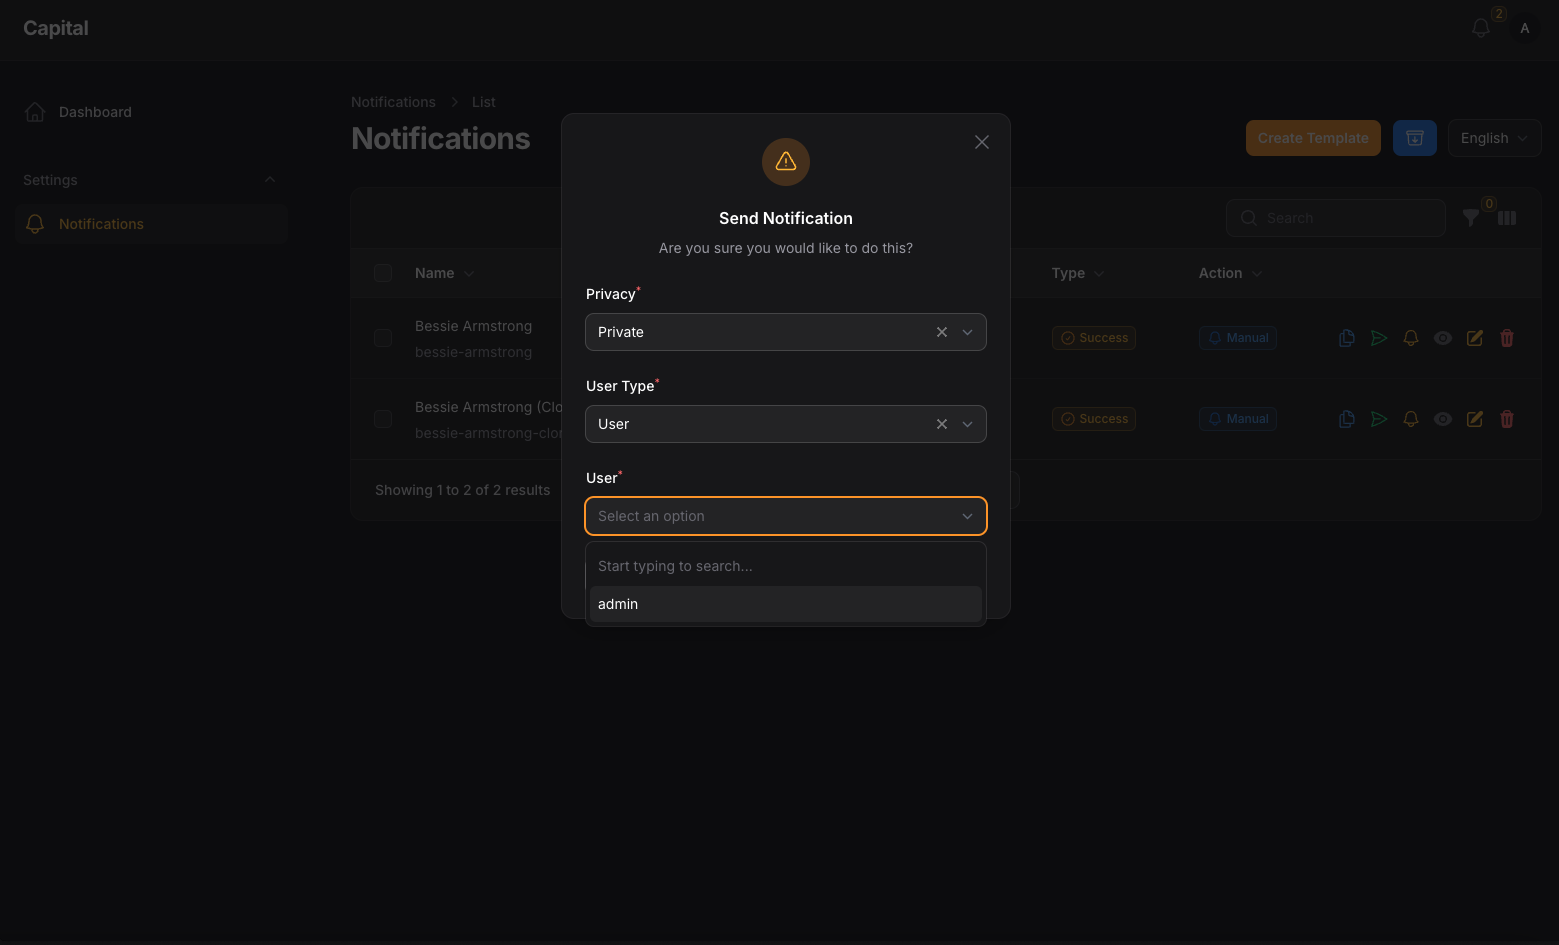 Capital
2
A
Dashboard
Settings
Notifications
Notifications > List
Notifications
Create Template
English
Search
0
Name
Type
Action
Bessie Armstrong
bessie-armstrong
Success
Manual
Bessie Armstrong (Clo
bessie-armstrong-clor
Success
Manual
Showing 1 to 2 of 2 results
Send Notification
Are you sure you would like to do this?
Privacy*
Private
User Type*
User
User*
Select an option
Start typing to search...
admin